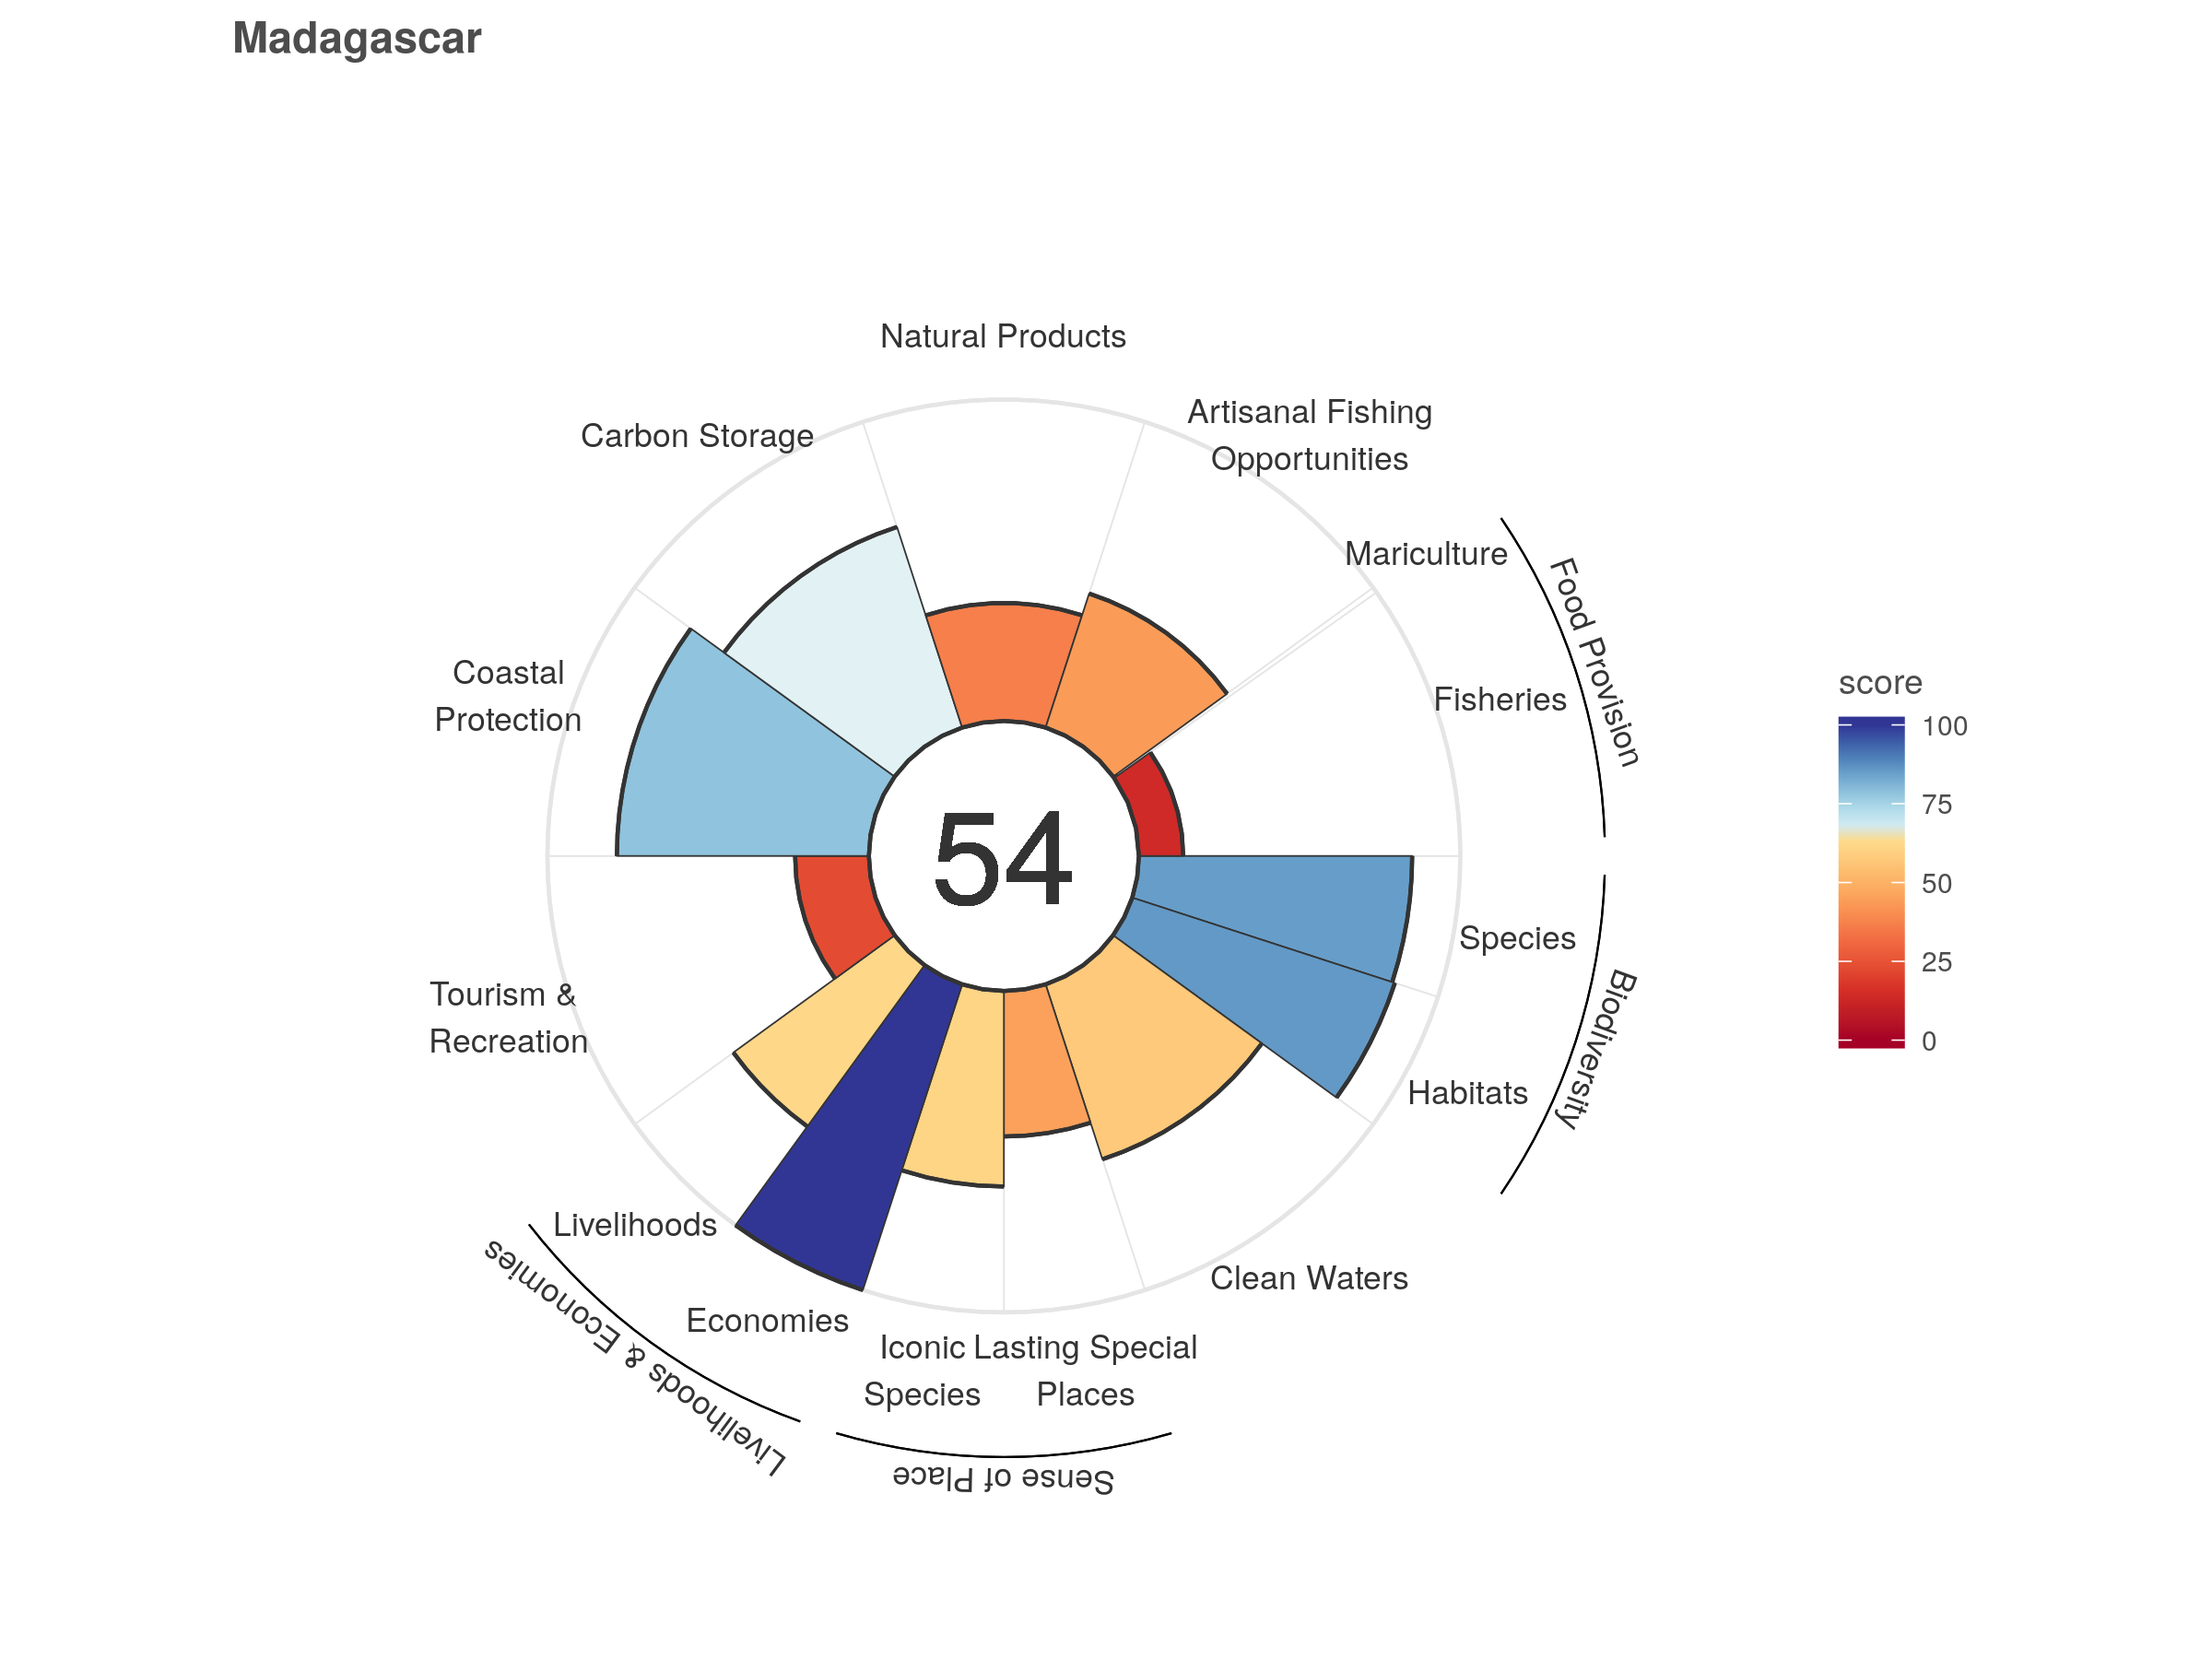 Madagascar
Natural Products
Artisanal Fishing
Opportunities
Carbon Storage
Mariculture
Food Provision
Fisheries
Coastal
Protection
score
100
75
50
25
0
54
Species
Biodiversity
Habitats
Tourism &
Recreation
Livelihoods
Economies
Livelihoods & Economies
Clean Waters
Iconic
Species
Lasting Special
Places
Sense of Place